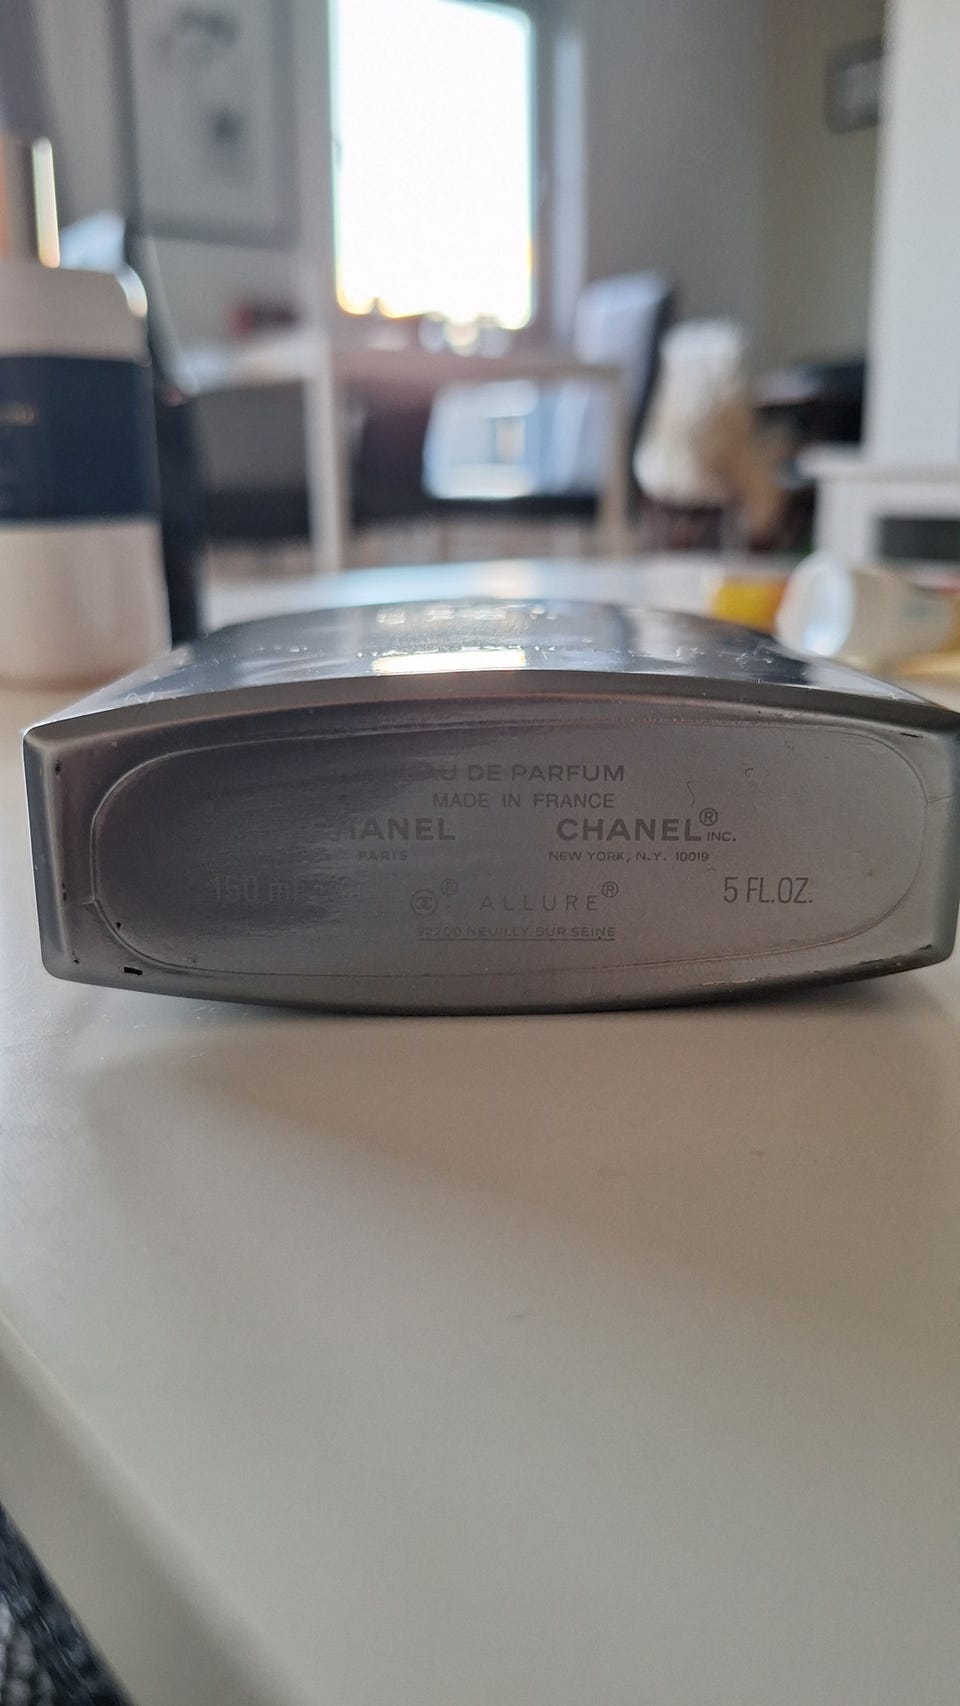 EAU DE PARFUM
MADE IN FRANCE
CHANEL CHANEL® INC.
PARIS NEW YORK, N.Y. 10019
150 ml ® ALLURE® 5 FL.OZ.
92200 NEUILLY SUR SEINE